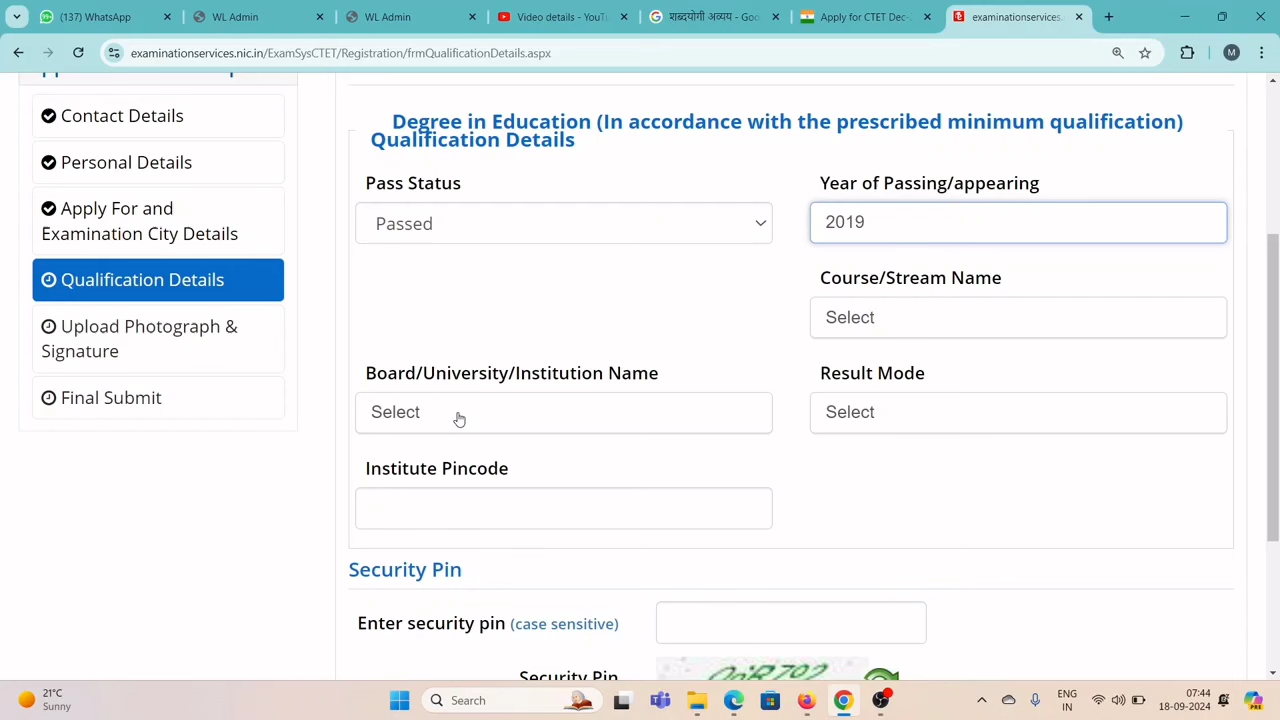 (137) WhatsApp
WL Admin
WL Admin
Video details - YouT
शब्दयोगी अव्यय - Goo
Apply for CTET Dec-
examinationservices.
examinationservices.nic.in/ExamSysCTET/Registration/frmQualificationDetails.aspx
M
Contact Details
Personal Details
Apply For and
Examination City Details
Qualification Details
Upload Photograph &
Signature
Final Submit
Degree in Education (In accordance with the prescribed minimum qualification)
Qualification Details
Pass Status
Year of Passing/appearing
Passed
2019
Course/Stream Name
Select
Board/University/Institution Name
Result Mode
Select
Select
Institute Pincode
Security Pin
Enter security pin (case sensitive)
Security Pin
21°C
Sunny
Search
ENG
IN
07:44
18-09-2024
PRE